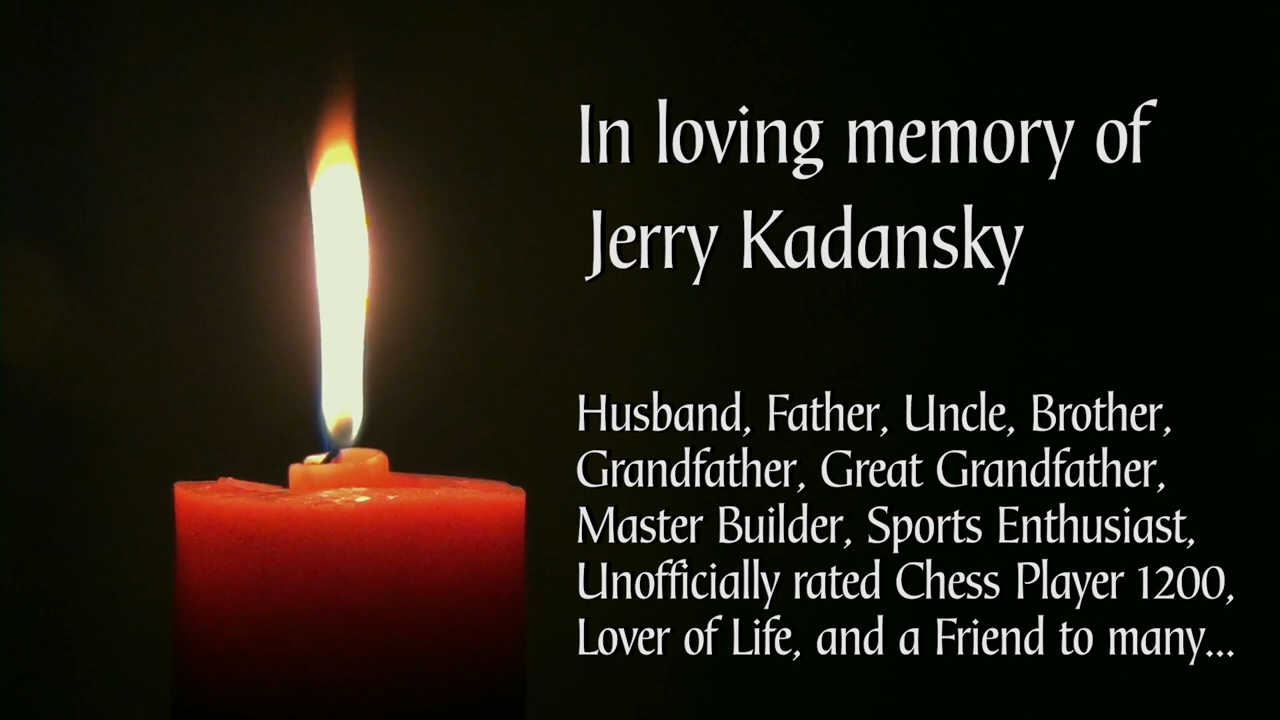 In loving memory of
Jerry Kadansky
Husband, Father, Uncle, Brother,
Grandfather, Great Grandfather,
Master Builder, Sports Enthusiast,
Unofficially rated Chess Player 1200,
Lover of Life, and a Friend to many...